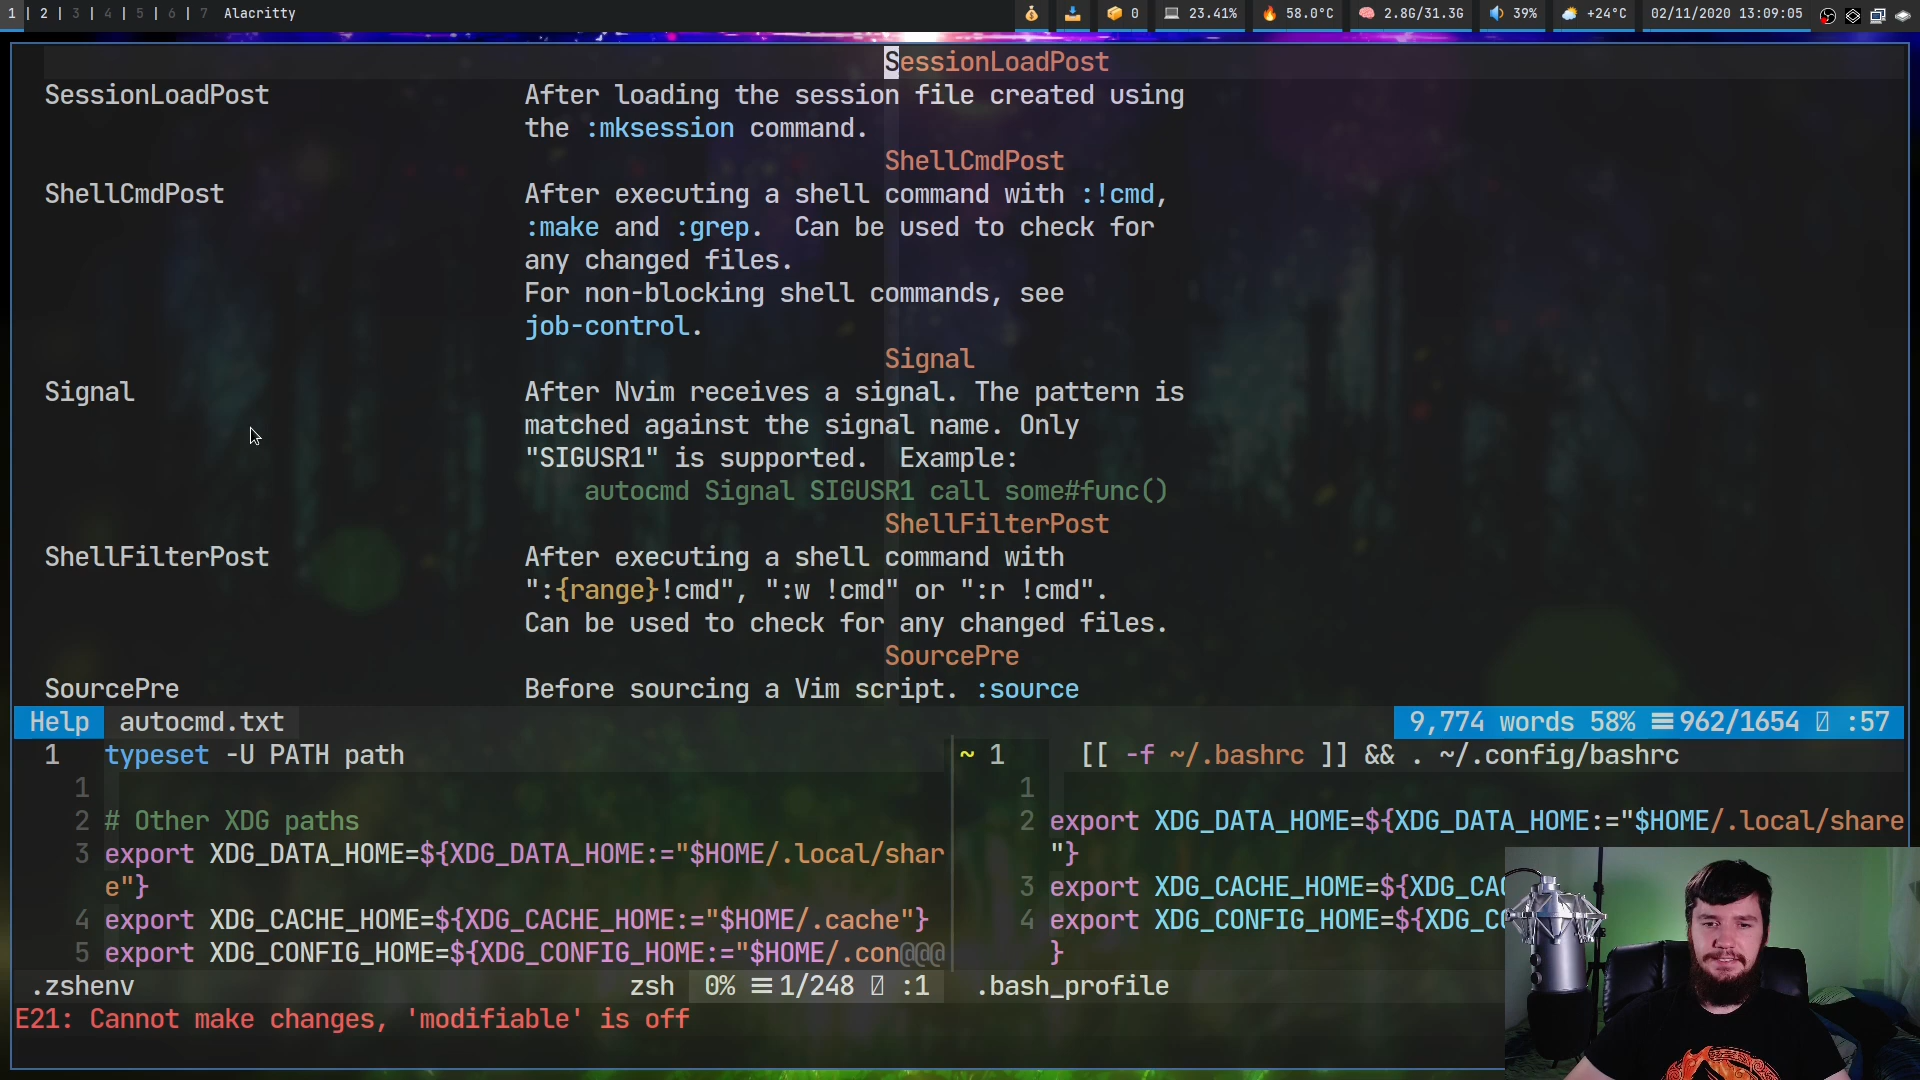 1 | 2 | 3 | 4 | 5 | 6 | 7 Alacritty
0 23.41% 58.0°C 2.8G/31.3G 39% +24°C 02/11/2020 13:09:05
SessionLoadPost
SessionLoadPost After loading the session file created using
the :mksession command.
ShellCmdPost
ShellCmdPost After executing a shell command with :!cmd,
:make and :grep. Can be used to check for
any changed files.
For non-blocking shell commands, see
job-control.
Signal
Signal After Nvim receives a signal. The pattern is
matched against the signal name. Only
"SIGUSR1" is supported. Example:
autocmd Signal SIGUSR1 call some#func()
ShellFilterPost
ShellFilterPost After executing a shell command with
":{range}!cmd", ":w !cmd" or ":r !cmd".
Can be used to check for any changed files.
SourcePre
SourcePre Before sourcing a Vim script. :source
Help autocmd.txt 9,774 words 58% ☰ 962/1654 :57
1 typeset -U PATH path
1
2 # Other XDG paths
3 export XDG_DATA_HOME=${XDG_DATA_HOME:="$HOME/.local/shar
e"}
4 export XDG_CACHE_HOME=${XDG_CACHE_HOME:="$HOME/.cache"}
5 export XDG_CONFIG_HOME=${XDG_CONFIG_HOME:="$HOME/.con@@@
.zshenv zsh 0% ☰ 1/248 :1
~ 1 [[ -f ~/.bashrc ]] && . ~/.config/bashrc
1
2 export XDG_DATA_HOME=${XDG_DATA_HOME:="$HOME/.local/share
"}
3 export XDG_CACHE_HOME=${XDG_CAC
4 export XDG_CONFIG_HOME=${XDG_CO
}
.bash_profile
E21: Cannot make changes, 'modifiable' is off